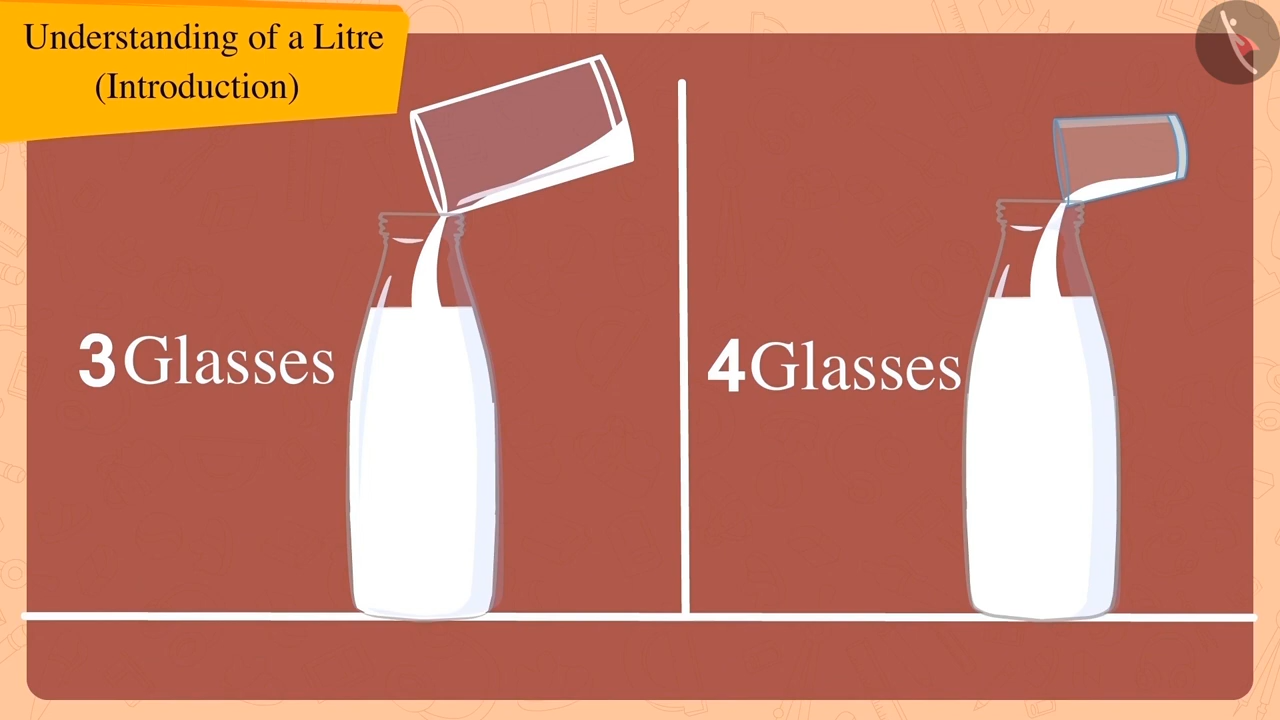 Understanding of a Litre
(Introduction)
3 Glasses
4 Glasses